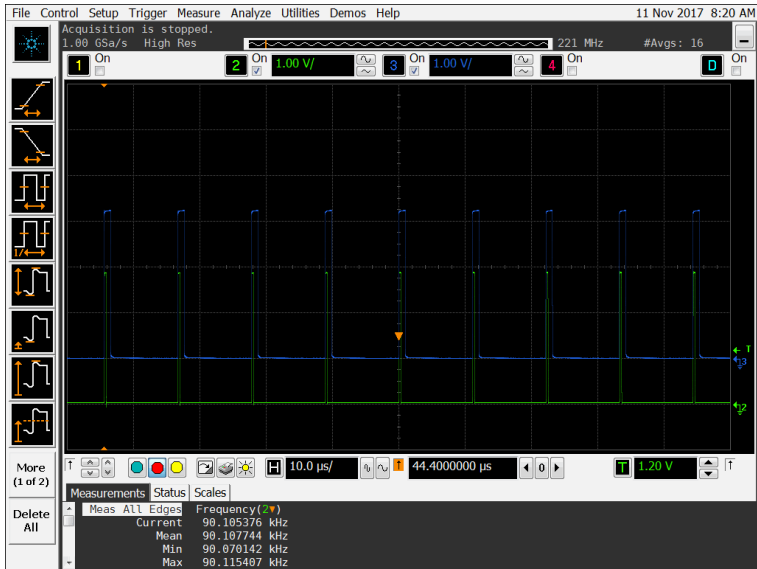 File Control Setup Trigger Measure Analyze Utilities Demos Help 11 Nov 2017 8:20 AM
Acquisition is stopped.
1.00 GSa/s High Res 221 MHz #Avgs: 16
1 On 2 On 1.00 V/ 3 On 1.00 V/ 4 On D On
1/
T
3
2
More
(1 of 2)
H 10.0 µs/ 44.4000000 µs 0 T 1.20 V
Measurements Status Scales
Delete
All
Meas All Edges Frequency(2▼)
Current 90.105376 kHz
Mean 90.107744 kHz
Min 90.070142 kHz
Max 90.115407 kHz